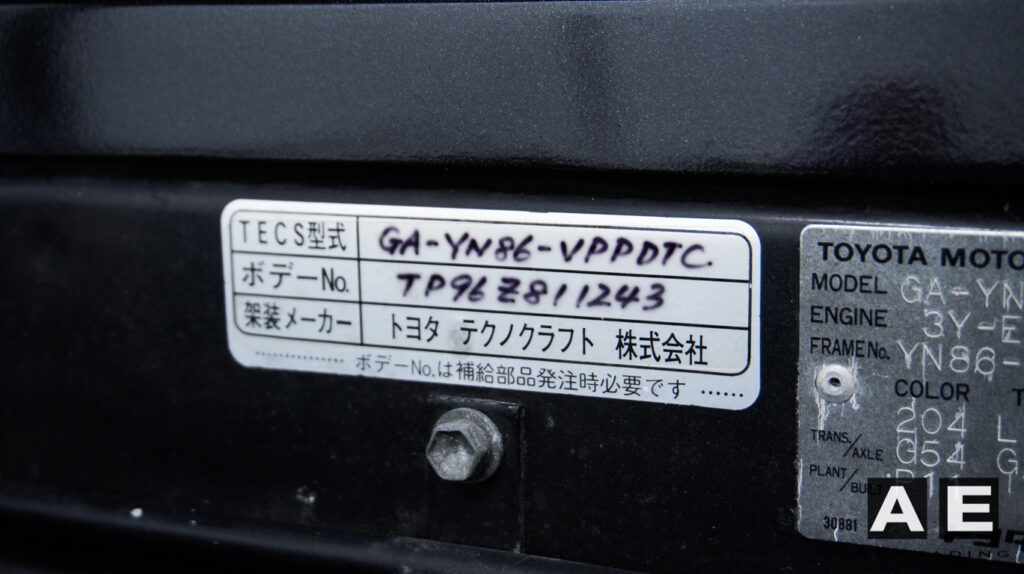 TECS型式 GA-YN86-VPPDTC.
ボデーNo. TP96Z811243
架装メーカー トヨタ テクノクラフト 株式会社
ボデーNo.は補給部品発注時必要です
TOYOTA MOTO
MODEL GA-YN
ENGINE 3Y-E
FRAME No. YN86-
COLOR T
204 L
TRANS./AXLE G54 G
PLANT/BUIL
30881
A E